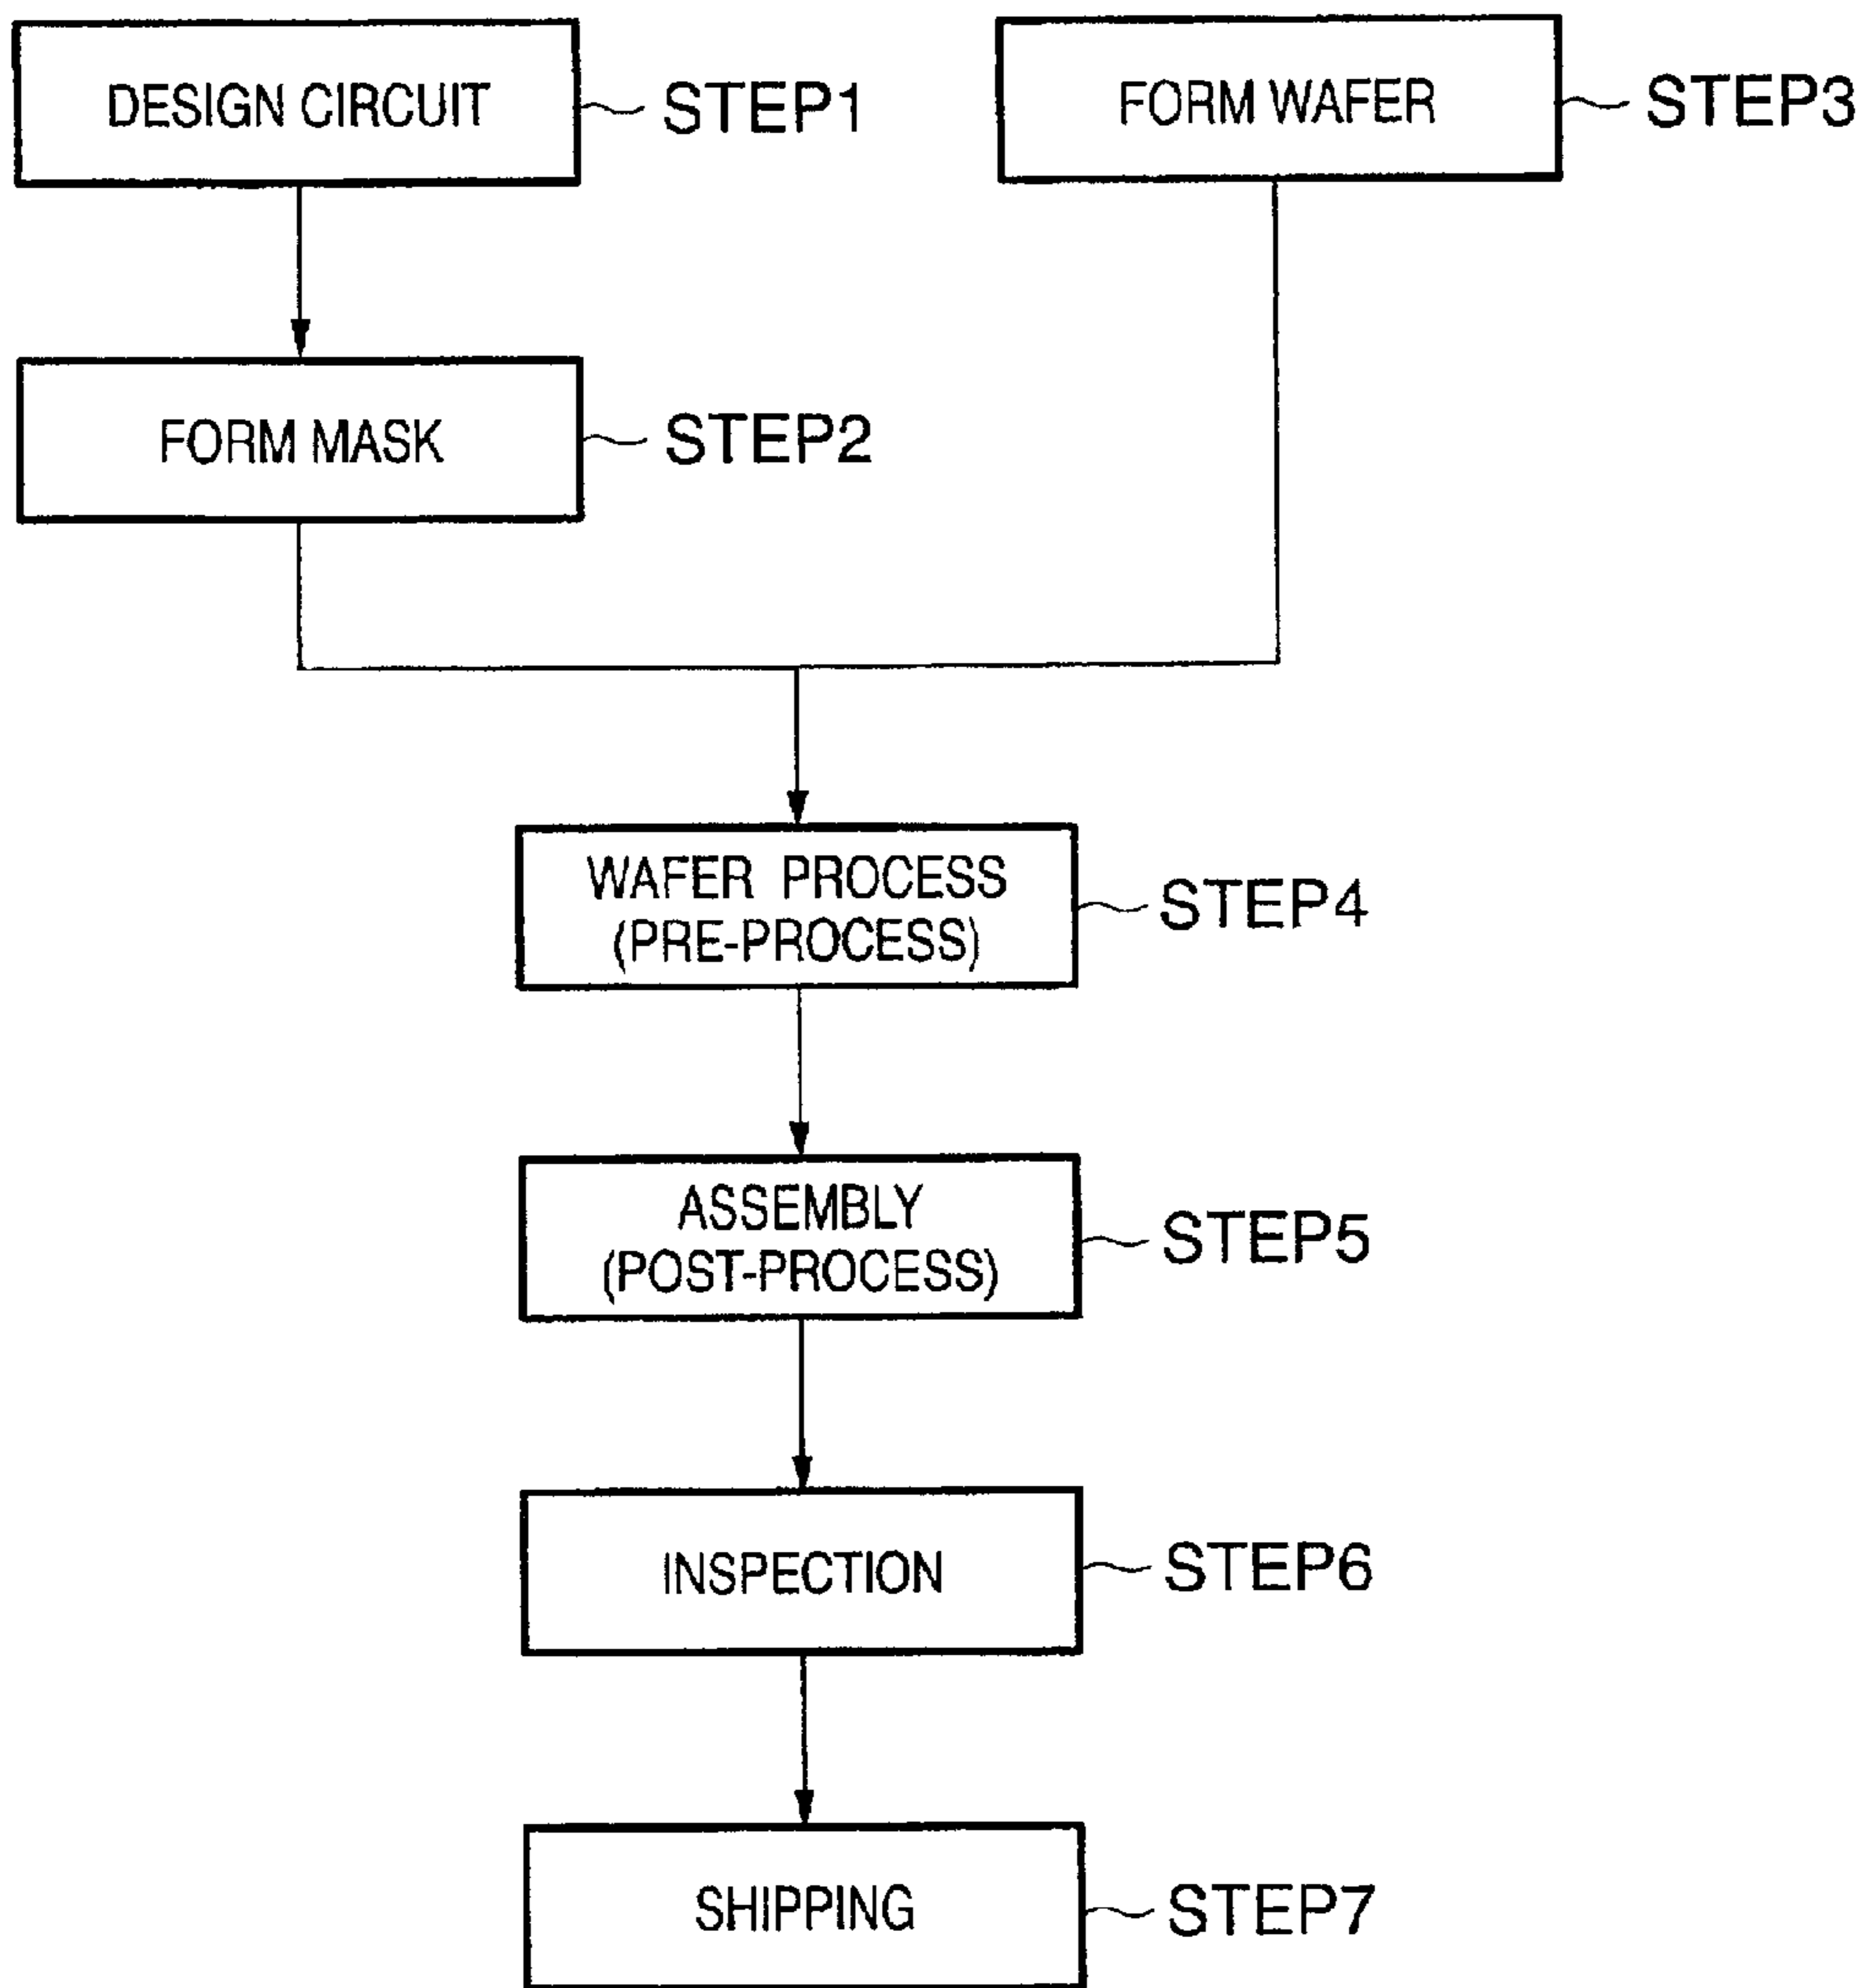 DESIGN CIRCUIT
STEP1
FORM WAFER
STEP3
FORM MASK
STEP2
WAFER PROCESS
(PRE-PROCESS)
STEP4
ASSEMBLY
(POST-PROCESS)
STEP5
INSPECTION
STEP6
SHIPPING
STEP7